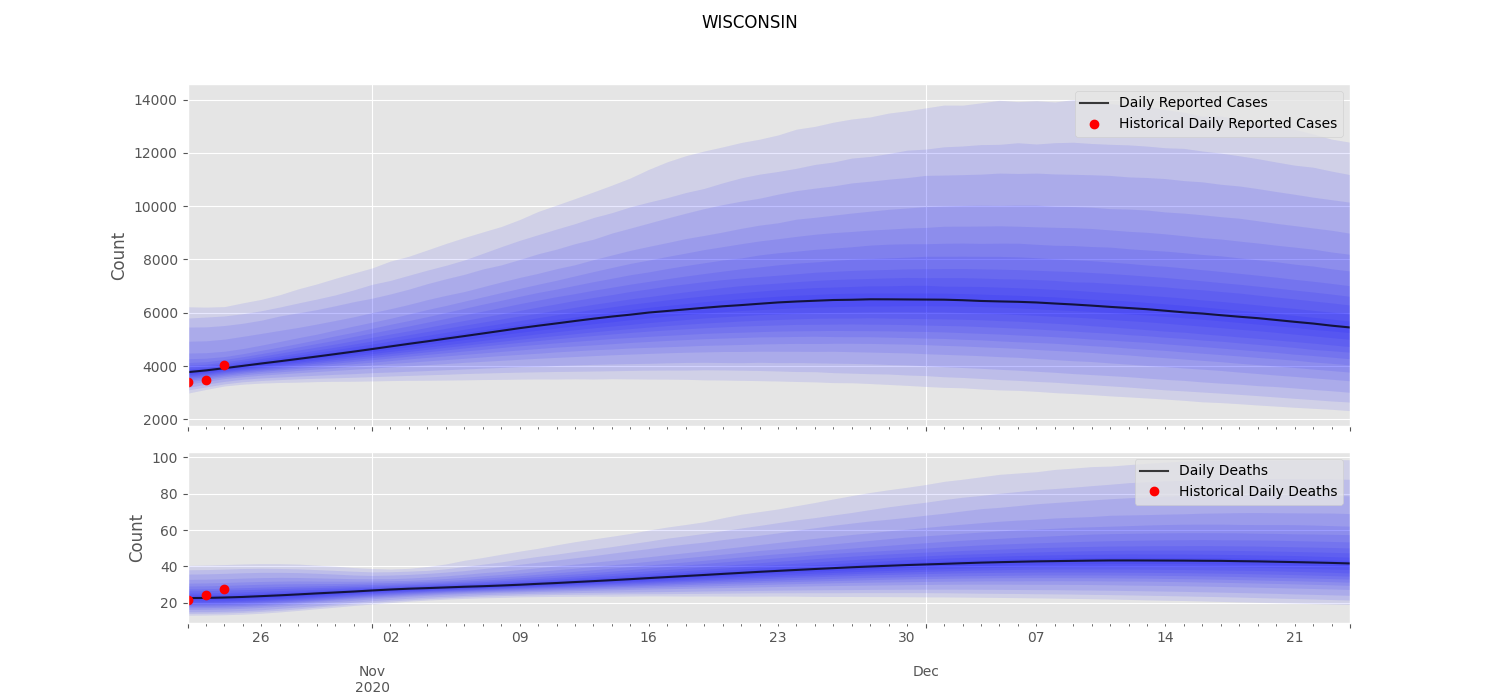 WISCONSIN
14000
12000
10000
8000
6000
4000
2000
Count
Daily Reported Cases
Historical Daily Reported Cases
100
80
60
40
20
Count
Daily Deaths
Historical Daily Deaths
26 02 09 16 23 30 07 14 21
Nov Dec
2020